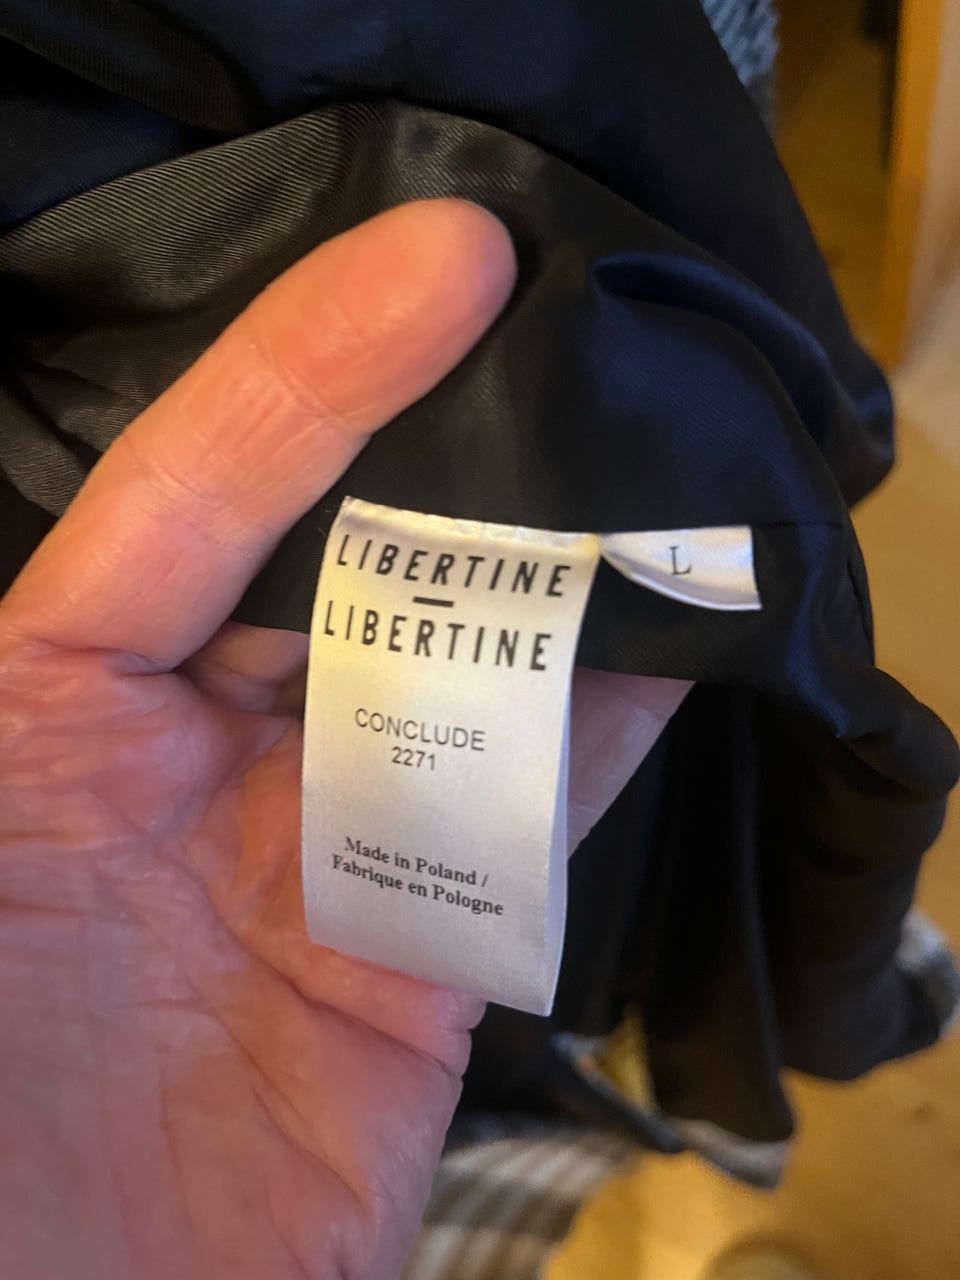 LIBERTINE
—
LIBERTINE
L
CONCLUDE
2271
Made in Poland /
Fabrique en Pologne